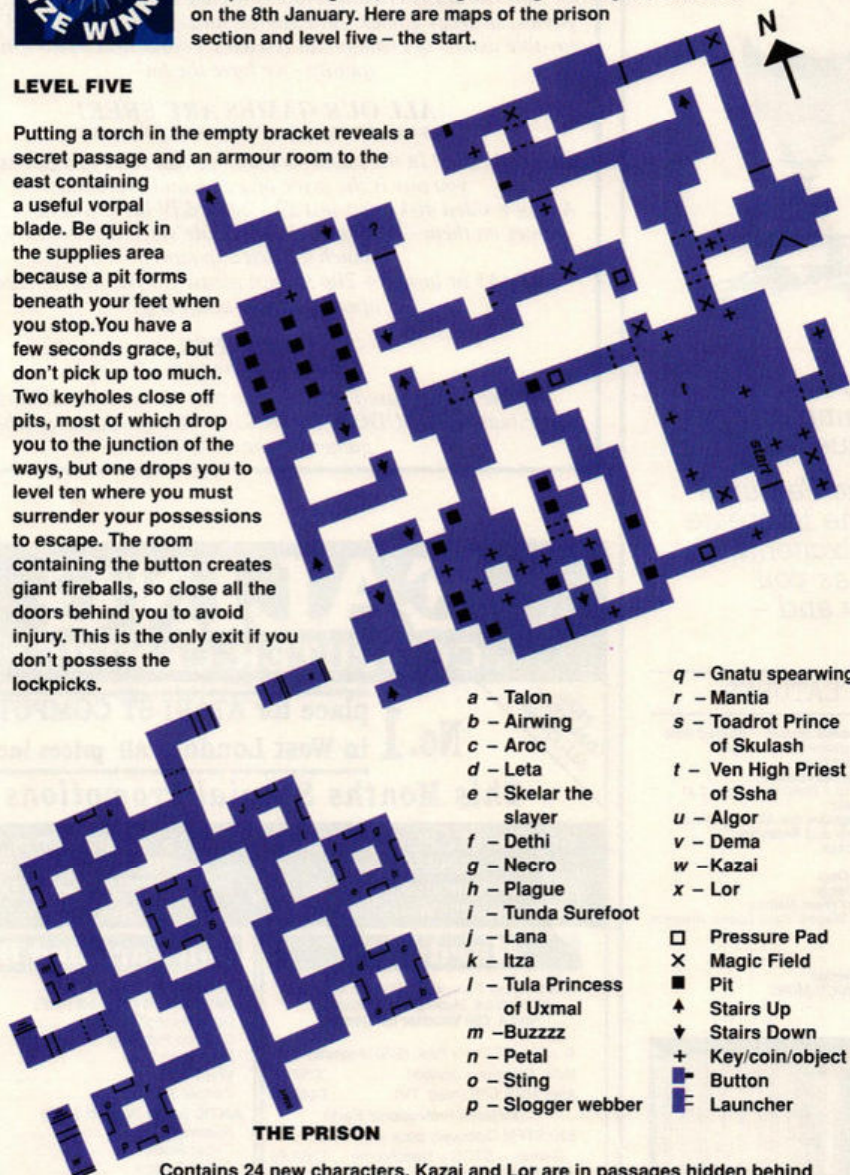 ZE WINN
on the 8th January. Here are maps of the prison
section and level five – the start.
N
LEVEL FIVE
Putting a torch in the empty bracket reveals a
secret passage and an armour room to the
east containing
a useful vorpal
blade. Be quick in
the supplies area
because a pit forms
beneath your feet when
you stop.You have a
few seconds grace, but
don't pick up too much.
Two keyholes close off
pits, most of which drop
you to the junction of the
ways, but one drops you to
level ten where you must
surrender your possessions
to escape. The room
containing the button creates
giant fireballs, so close all the
doors behind you to avoid
injury. This is the only exit if you
don't possess the
lockpicks.
?
start
a – Talon
b – Airwing
c – Aroc
d – Leta
e – Skelar the
slayer
f – Dethi
g – Necro
h – Plague
i – Tunda Surefoot
j – Lana
k – Itza
l – Tula Princess
of Uxmal
m –Buzzzz
n – Petal
o – Sting
p – Slogger webber
q – Gnatu spearwing
r – Mantia
s – Toadrot Prince
of Skulash
t – Ven High Priest
of Ssha
u – Algor
v – Dema
w –Kazai
x – Lor
Pressure Pad
Magic Field
Pit
Stairs Up
Stairs Down
Key/coin/object
Button
Launcher
start
THE PRISON
Contains 24 new characters. Kazai and Lor are in passages hidden behind